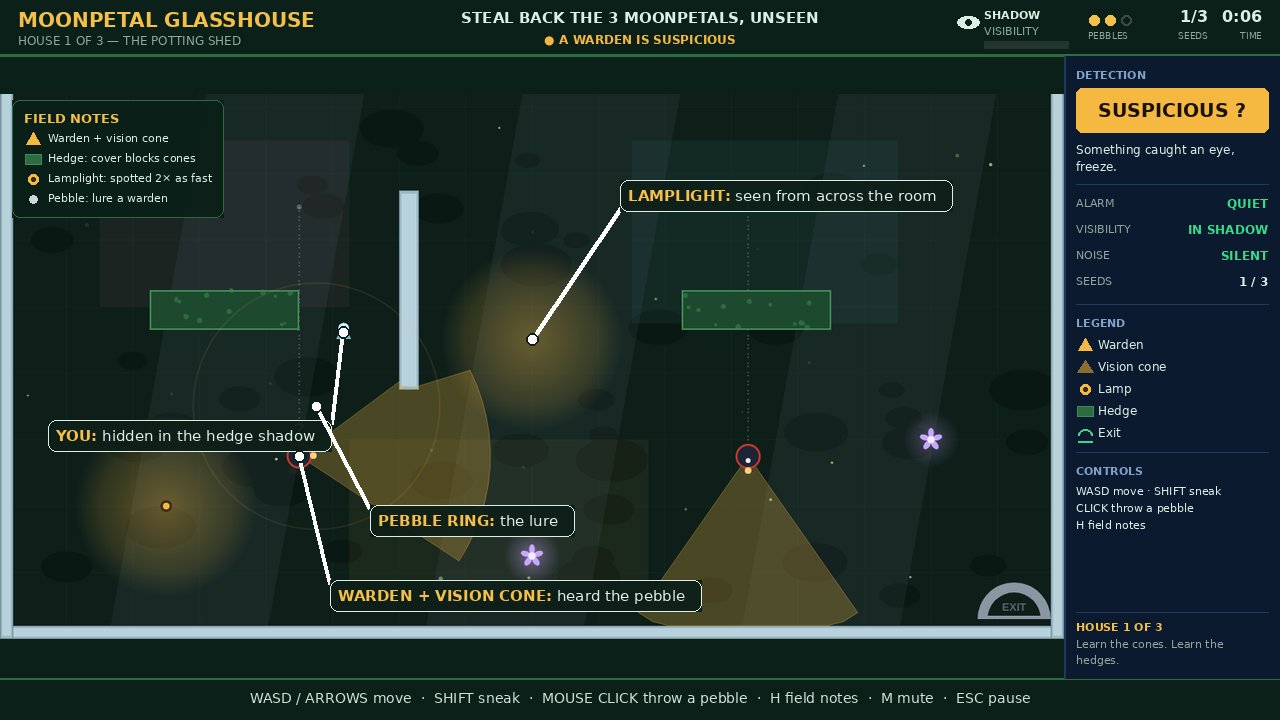 MOONPETAL GLASSHOUSE
HOUSE 1 OF 3 — THE POTTING SHED
STEAL BACK THE 3 MOONPETALS, UNSEEN
A WARDEN IS SUSPICIOUS
SHADOW
VISIBILITY
PEBBLES
1/3
SEEDS
0:06
TIME
FIELD NOTES
Warden + vision cone
Hedge: cover blocks cones
Lamplight: spotted 2× as fast
Pebble: lure a warden
LAMPLIGHT: seen from across the room
YOU: hidden in the hedge shadow
PEBBLE RING: the lure
WARDEN + VISION CONE: heard the pebble
EXIT
DETECTION
SUSPICIOUS ?
Something caught an eye,
freeze.
ALARM QUIET
VISIBILITY IN SHADOW
NOISE SILENT
SEEDS 1 / 3
LEGEND
Warden
Vision cone
Lamp
Hedge
Exit
CONTROLS
WASD move · SHIFT sneak
CLICK throw a pebble
H field notes
HOUSE 1 OF 3
Learn the cones. Learn the
hedges.
WASD / ARROWS move · SHIFT sneak · MOUSE CLICK throw a pebble · H field notes · M mute · ESC pause